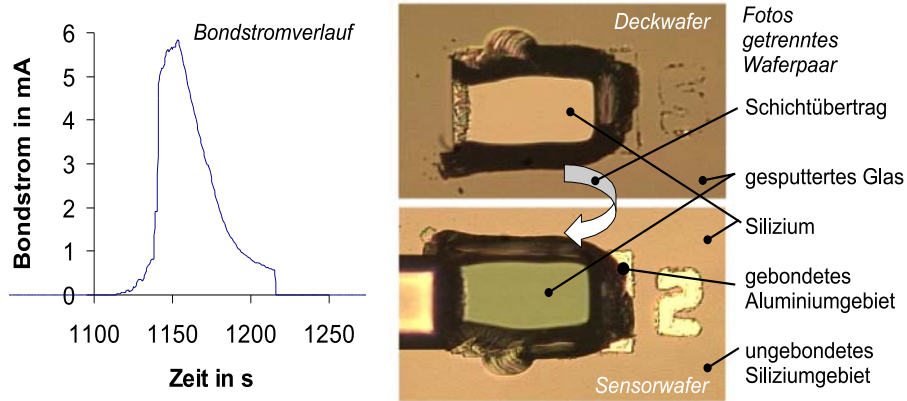 Bondstromverlauf
Bondstrom in mA
6
5
4
3
2
1
0
1100 1150 1200 1250
Zeit in s
Deckwafer
Sensorwafer
Fotos
getrenntes
Waferpaar
Schichtübertrag
gesputtertes Glas
Silizium
gebondetes
Aluminiumgebiet
ungebondetes
Siliziumgebiet